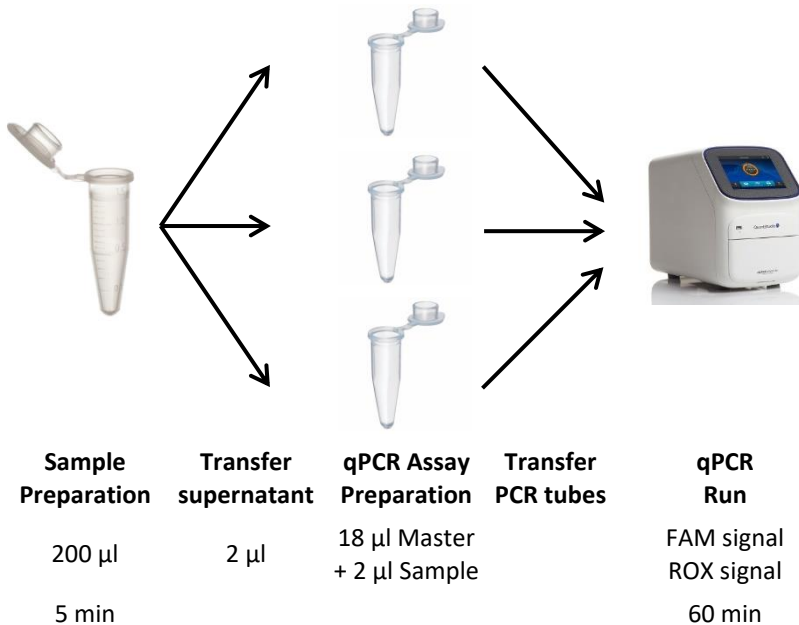 QuantStudio
Sample
Preparation
Transfer
supernatant
qPCR Assay
Preparation
Transfer
PCR tubes
qPCR
Run
200 µl
2 µl
18 µl Master
+ 2 µl Sample
FAM signal
ROX signal
5 min
60 min